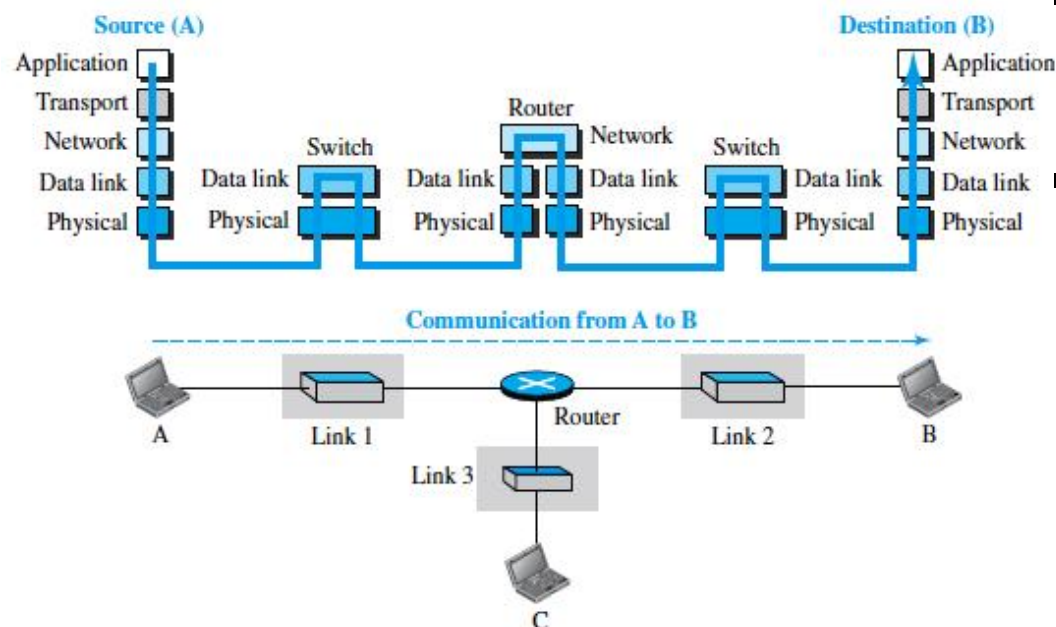 Source (A)
Destination (B)
Application
Application
Transport
Transport
Router
Network
Network
Network
Switch
Switch
Data link
Data link
Data link
Data link
Data link
Data link
Physical
Physical
Physical
Physical
Physical
Physical
Communication from A to B
Router
A
Link 1
Link 2
B
Link 3
C